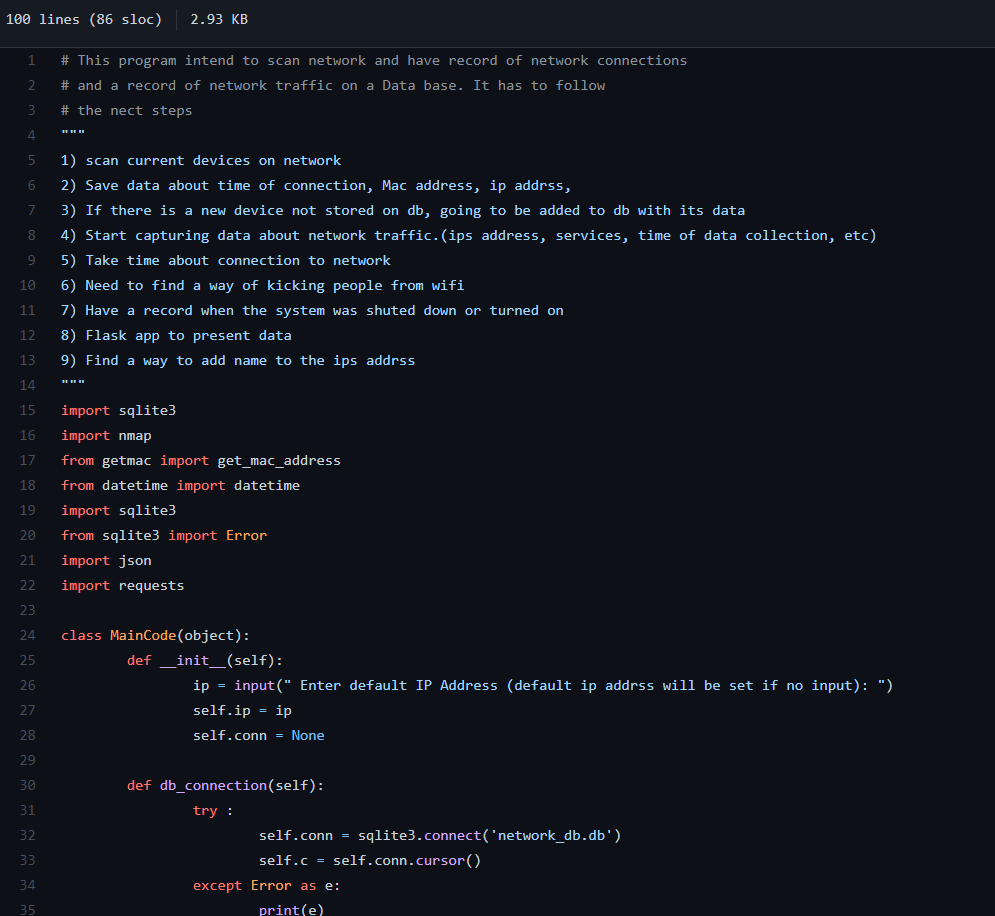 100 lines (86 sloc) 2.93 KB
1 # This program intend to scan network and have record of network connections
2 # and a record of network traffic on a Data base. It has to follow
3 # the nect steps
4 """
5 1) scan current devices on network
6 2) Save data about time of connection, Mac address, ip addrss,
7 3) If there is a new device not stored on db, going to be added to db with its data
8 4) Start capturing data about network traffic.(ips address, services, time of data collection, etc)
9 5) Take time about connection to network
10 6) Need to find a way of kicking people from wifi
11 7) Have a record when the system was shuted down or turned on
12 8) Flask app to present data
13 9) Find a way to add name to the ips addrss
14 """
15 import sqlite3
16 import nmap
17 from getmac import get_mac_address
18 from datetime import datetime
19 import sqlite3
20 from sqlite3 import Error
21 import json
22 import requests
23
24 class MainCode(object):
25         def __init__(self):
26                 ip = input(" Enter default IP Address (default ip addrss will be set if no input): ")
27                 self.ip = ip
28                 self.conn = None
29
30         def db_connection(self):
31                 try :
32                         self.conn = sqlite3.connect('network_db.db')
33                         self.c = self.conn.cursor()
34                 except Error as e:
35                         print(e)